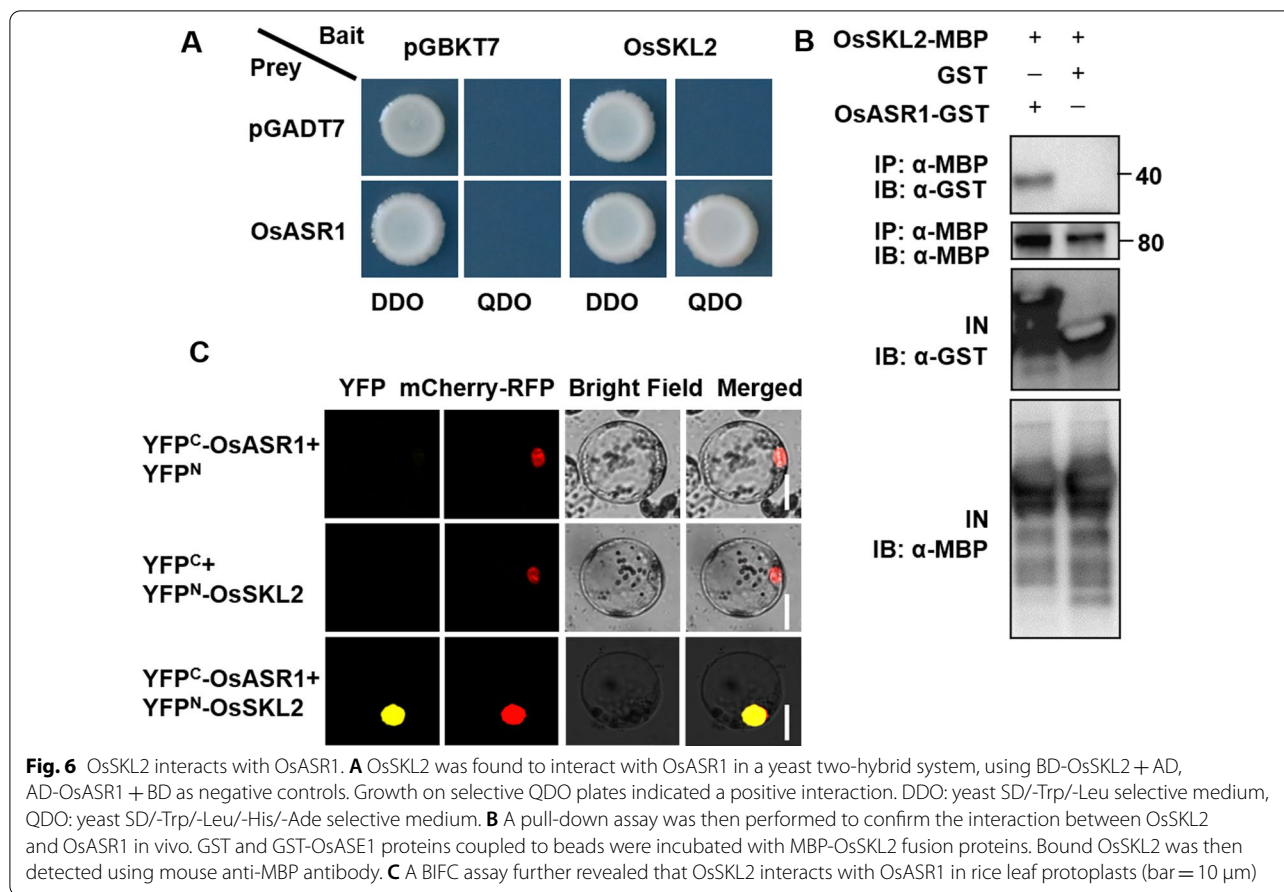 A
Bait
pGBKT7 OsSKL2
Prey
pGADT7
OsASR1
DDO QDO DDO QDO
B
OsSKL2-MBP + +
GST − +
OsASR1-GST + −
IP: α-MBP
IB: α-GST
40
IP: α-MBP
IB: α-MBP
80
IN
IB: α-GST
IN
IB: α-MBP
C
YFP mCherry-RFP Bright Field Merged
YFPC-OsASR1+
YFPN
YFPC+
YFPN-OsSKL2
YFPC-OsASR1+
YFPN-OsSKL2
Fig. 6 OsSKL2 interacts with OsASR1. A OsSKL2 was found to interact with OsASR1 in a yeast two-hybrid system, using BD-OsSKL2 + AD,
AD-OsASR1 + BD as negative controls. Growth on selective QDO plates indicated a positive interaction. DDO: yeast SD/-Trp/-Leu selective medium,
QDO: yeast SD/-Trp/-Leu/-His/-Ade selective medium. B A pull-down assay was then performed to confirm the interaction between OsSKL2
and OsASR1 in vivo. GST and GST-OsASE1 proteins coupled to beads were incubated with MBP-OsSKL2 fusion proteins. Bound OsSKL2 was then
detected using mouse anti-MBP antibody. C A BIFC assay further revealed that OsSKL2 interacts with OsASR1 in rice leaf protoplasts (bar = 10 μm)